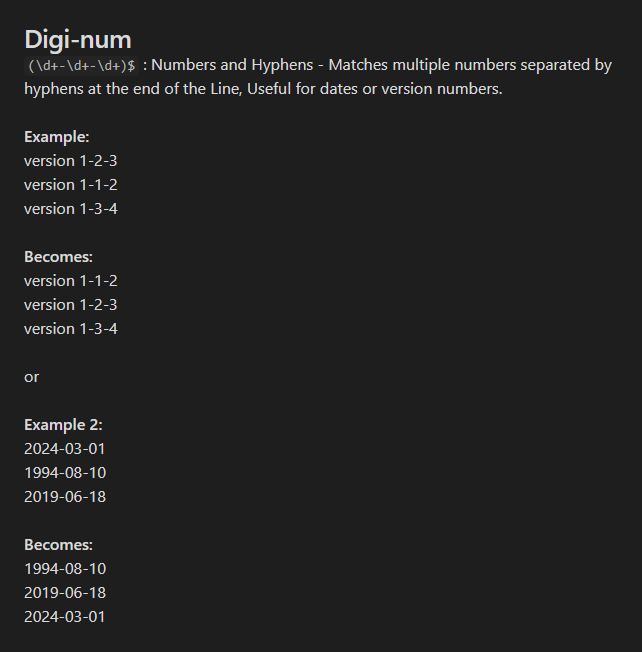 Digi-num
(\d+-\d+-\d+)$ : Numbers and Hyphens - Matches multiple numbers separated by
hyphens at the end of the Line, Useful for dates or version numbers.
Example:
version 1-2-3
version 1-1-2
version 1-3-4
Becomes:
version 1-1-2
version 1-2-3
version 1-3-4
or
Example 2:
2024-03-01
1994-08-10
2019-06-18
Becomes:
1994-08-10
2019-06-18
2024-03-01